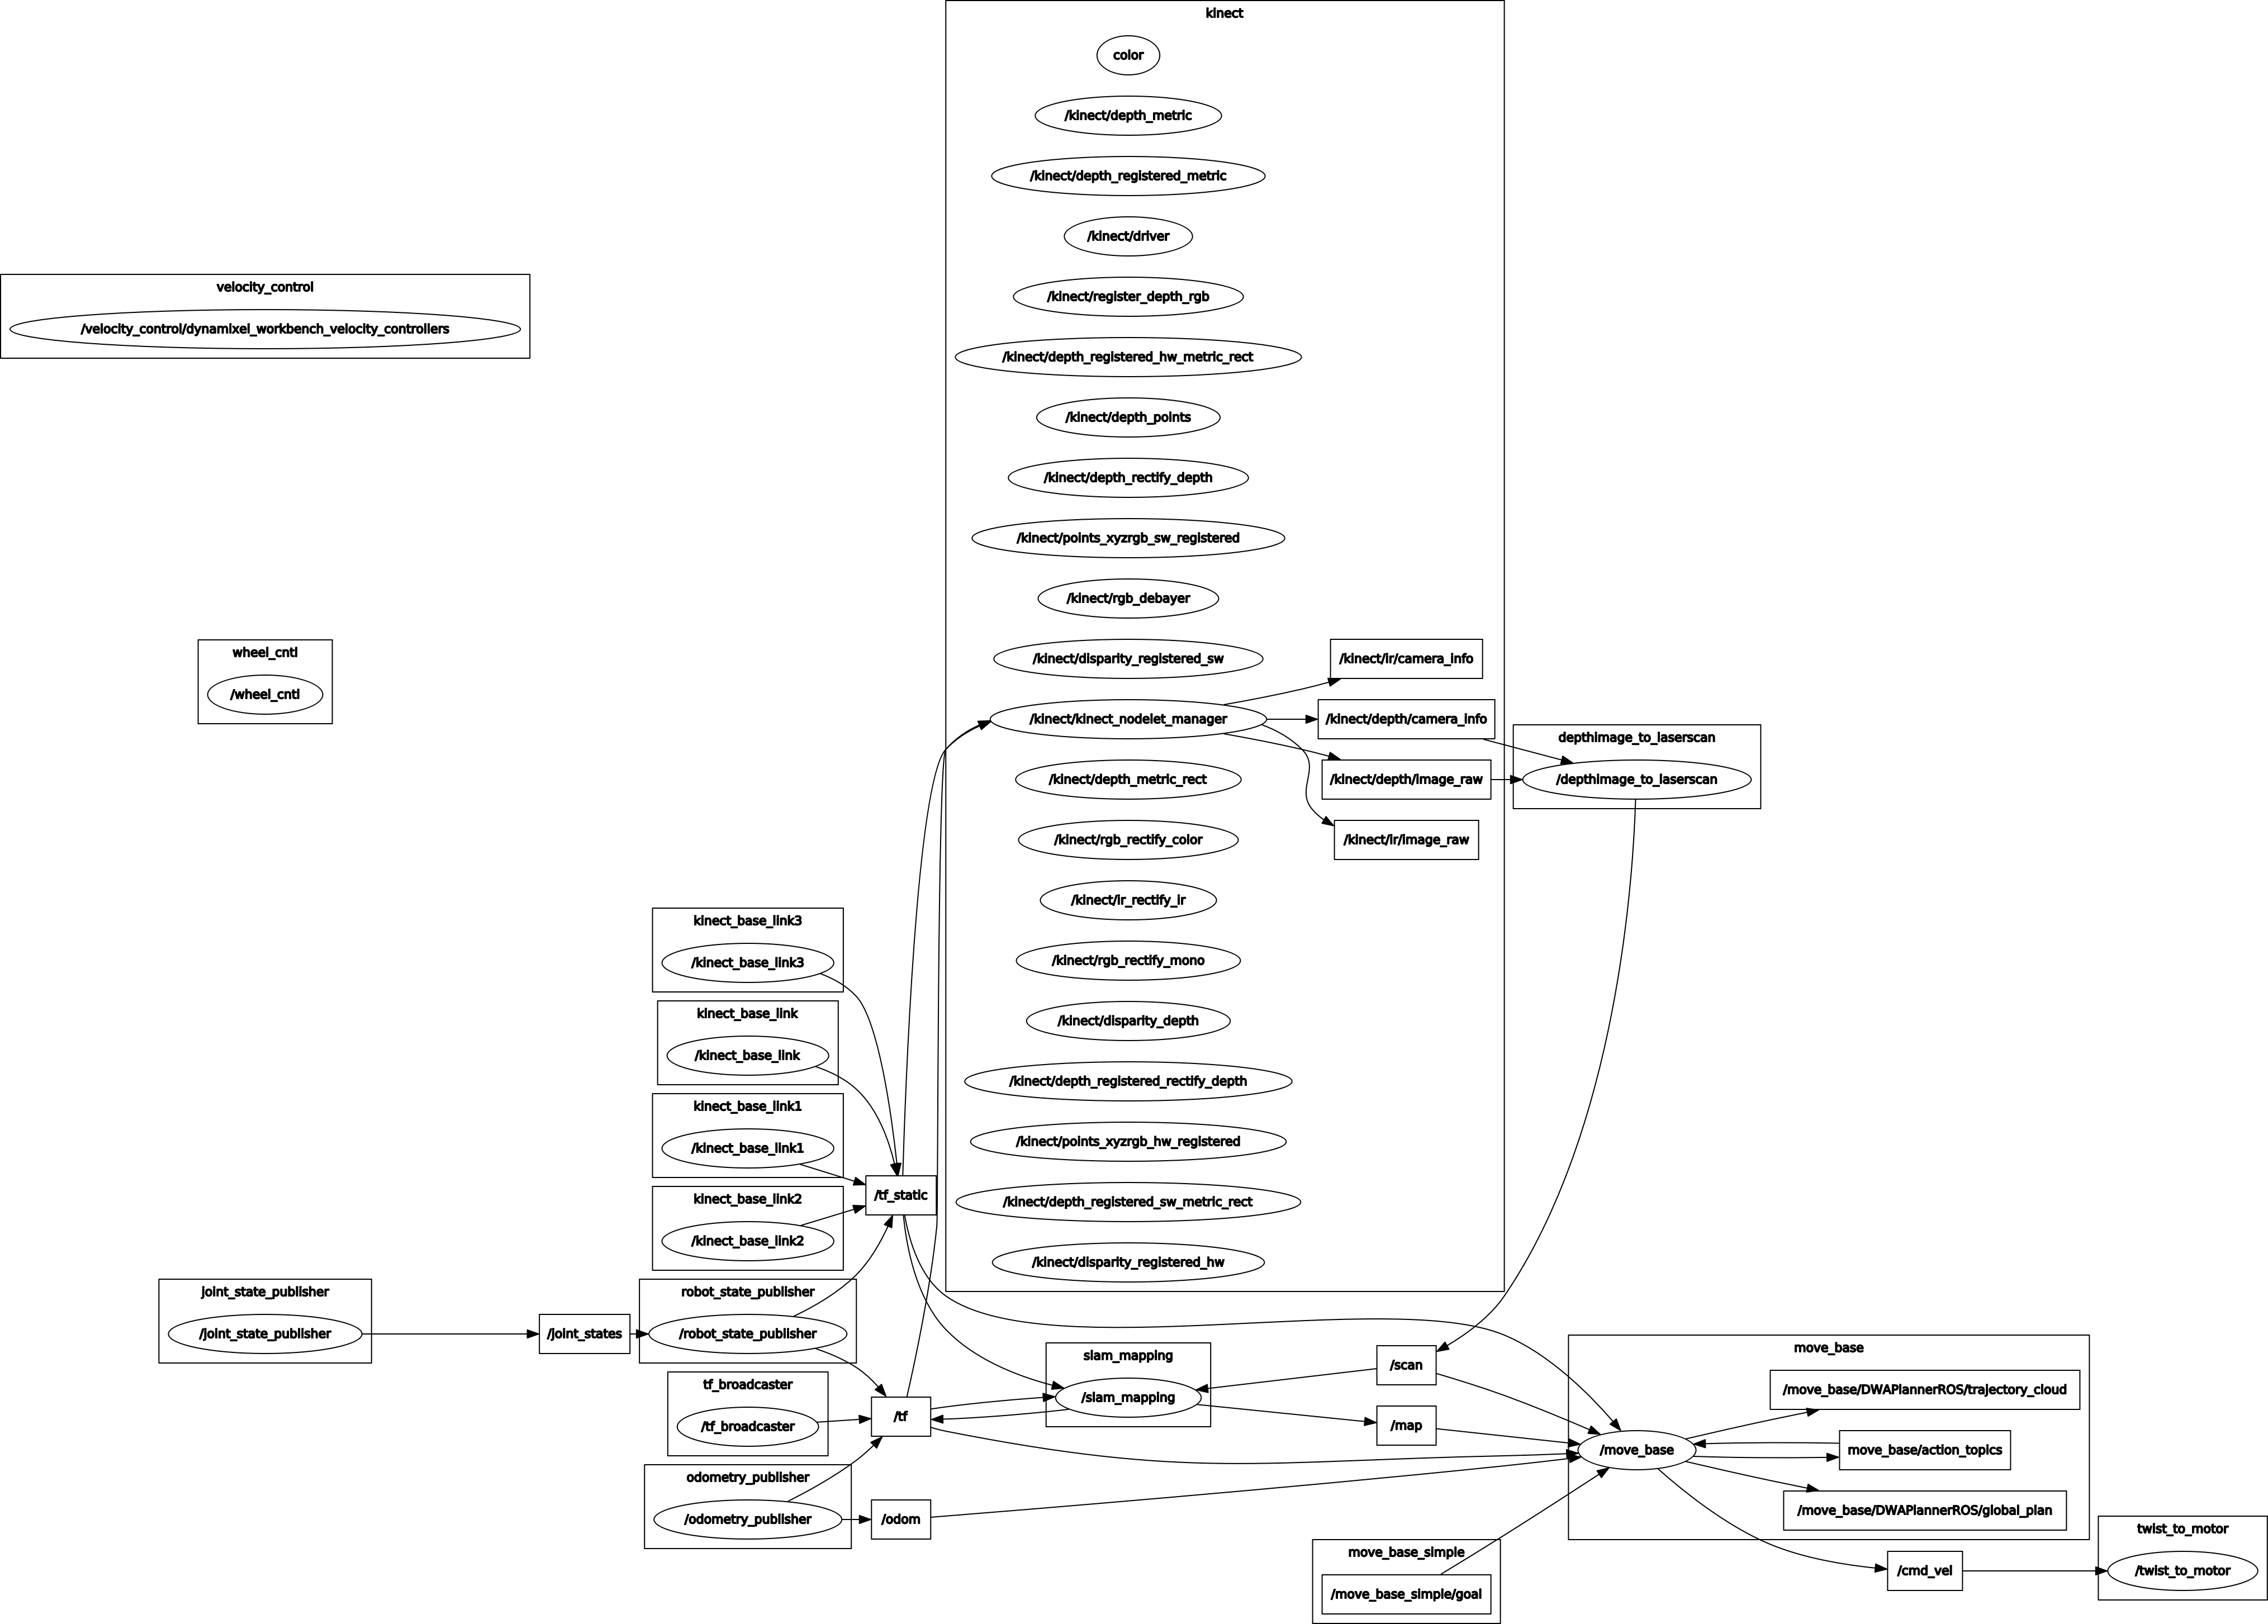 kinect
color
/kinect/depth_metric
/kinect/depth_registered_metric
/kinect/driver
/kinect/register_depth_rgb
/kinect/depth_registered_hw_metric_rect
/kinect/depth_points
/kinect/depth_rectify_depth
/kinect/points_xyzrgb_sw_registered
/kinect/rgb_debayer
/kinect/disparity_registered_sw
/kinect/kinect_nodelet_manager
/kinect/depth_metric_rect
/kinect/rgb_rectify_color
/kinect/ir_rectify_ir
/kinect/rgb_rectify_mono
/kinect/disparity_depth
/kinect/depth_registered_rectify_depth
/kinect/points_xyzrgb_hw_registered
/kinect/depth_registered_sw_metric_rect
/kinect/disparity_registered_hw
/kinect/ir/camera_info
/kinect/depth/camera_info
/kinect/depth/image_raw
/kinect/ir/image_raw
velocity_control
/velocity_control/dynamixel_workbench_velocity_controllers
wheel_cntl
/wheel_cntl
depthimage_to_laserscan
/depthimage_to_laserscan
kinect_base_link3
/kinect_base_link3
kinect_base_link
/kinect_base_link
kinect_base_link1
/kinect_base_link1
kinect_base_link2
/kinect_base_link2
/tf_static
joint_state_publisher
/joint_state_publisher
/joint_states
robot_state_publisher
/robot_state_publisher
tf_broadcaster
/tf_broadcaster
/tf
odometry_publisher
/odometry_publisher
/odom
slam_mapping
/slam_mapping
/scan
/map
move_base
/move_base
/move_base/DWAPlannerROS/trajectory_cloud
move_base/action_topics
/move_base/DWAPlannerROS/global_plan
move_base_simple
/move_base_simple/goal
/cmd_vel
twist_to_motor
/twist_to_motor